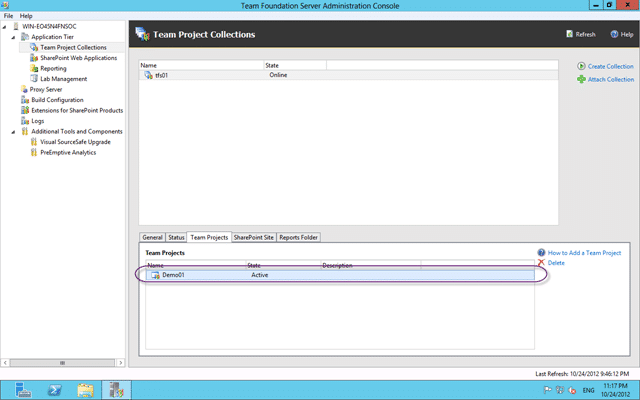 Team Foundation Server Administration Console
File Help
WIN-EO45N4FNSOC
Application Tier
Team Project Collections
SharePoint Web Applications
Reporting
Lab Management
Proxy Server
Build Configuration
Extensions for SharePoint Products
Logs
Additional Tools and Components
Visual SourceSafe Upgrade
PreEmptive Analytics
Team Project Collections
Refresh Help
Name State
tfs01 Online
Create Collection
Attach Collection
General Status Team Projects SharePoint Site Reports Folder
Team Projects
Name State Description
Demo01 Active
How to Add a Team Project
Delete
Last Refresh: 10/24/2012 9:46:12 PM
11:17 PM
10/24/2012